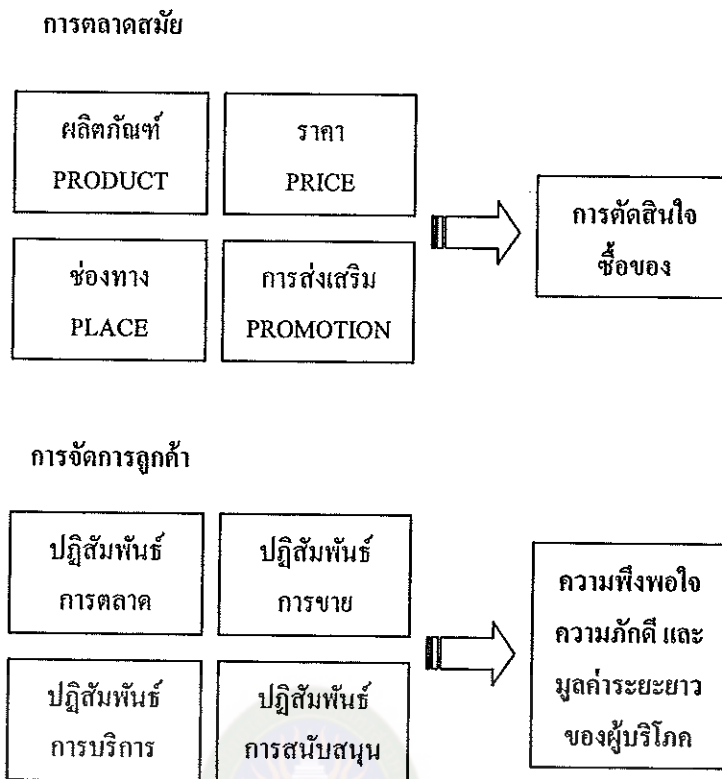 การตลาดสมัย
ผลิตภัณฑ์
PRODUCT
ราคา
PRICE
ช่องทาง
PLACE
การส่งเสริม
PROMOTION
การตัดสินใจ
ซื้อของ
การจัดการลูกค้า
ปฏิสัมพันธ์
การตลาด
ปฏิสัมพันธ์
การขาย
ปฏิสัมพันธ์
การบริการ
ปฏิสัมพันธ์
การสนับสนุน
ความพึงพอใจ
ความภักดี และ
มูลค่าระยะยาว
ของผู้บริโภค